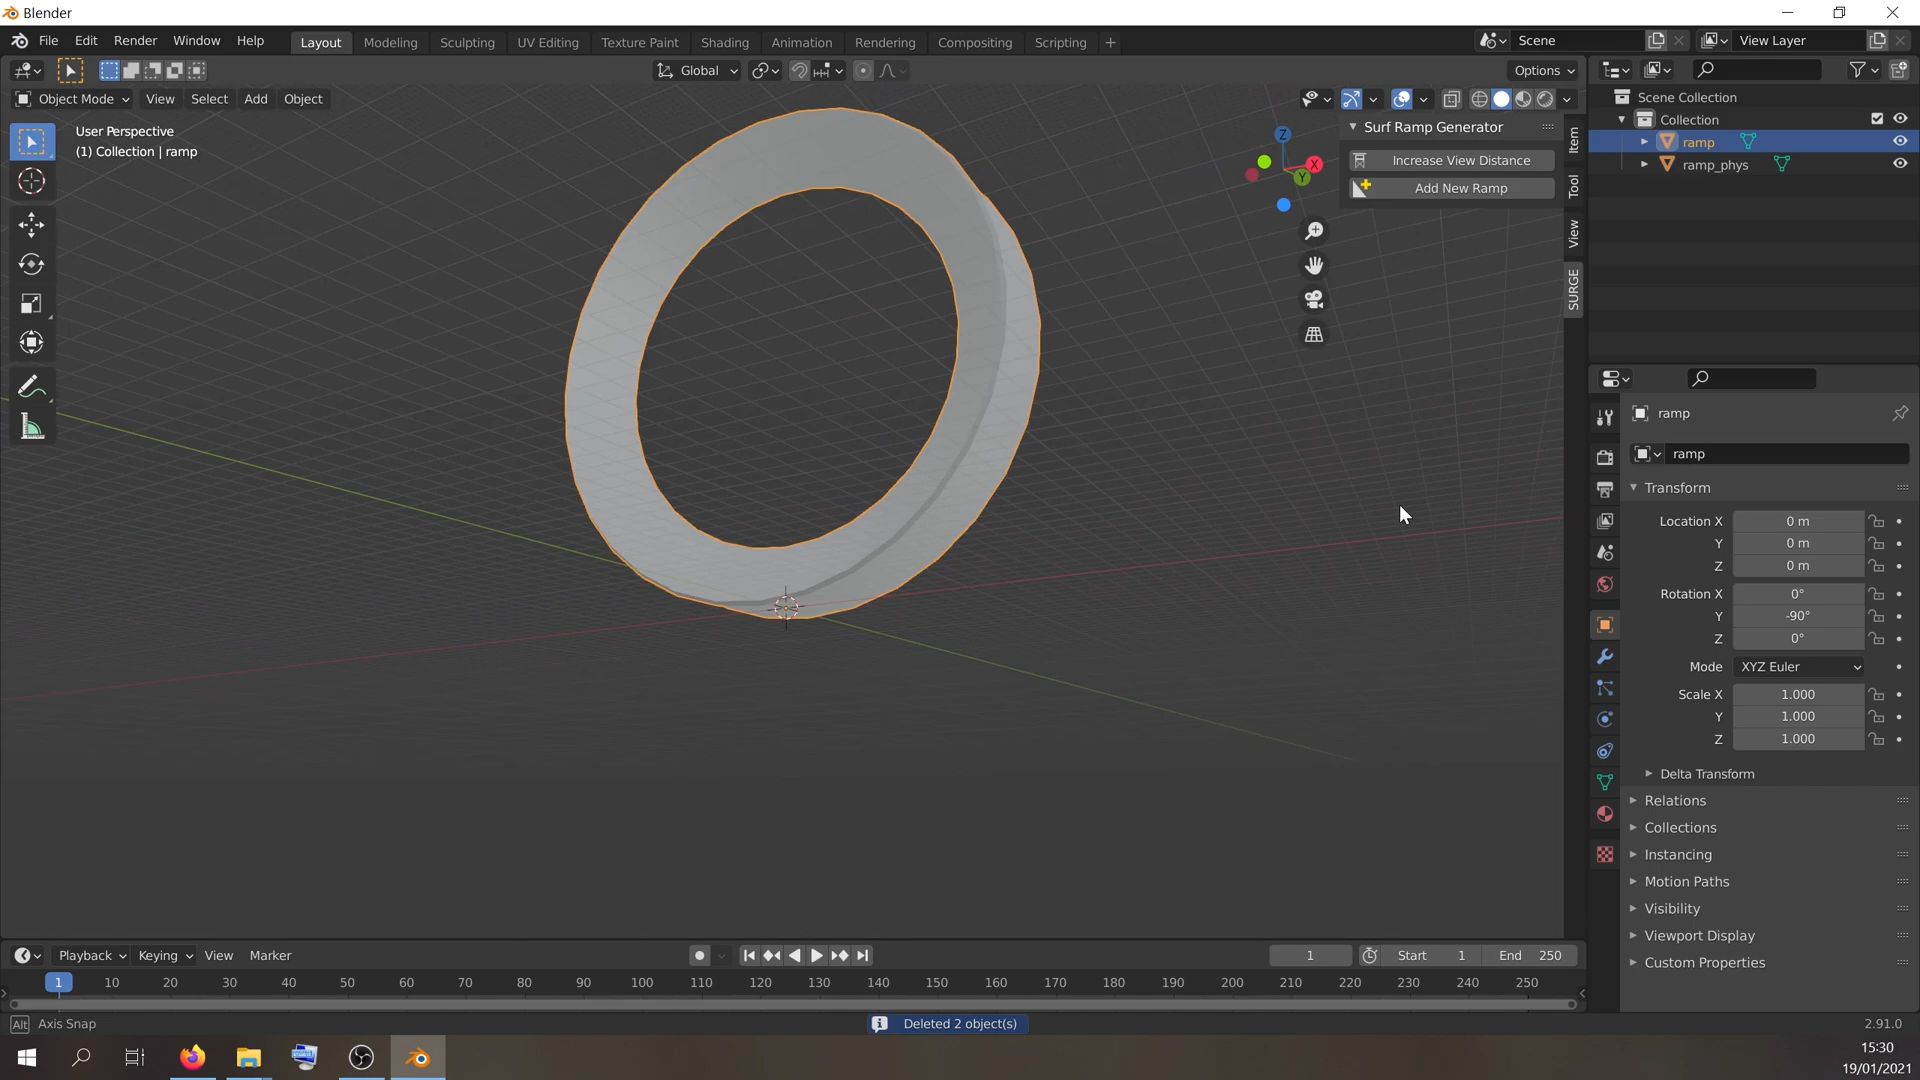 Blender
File Edit Render Window Help
Layout Modeling Sculpting UV Editing Texture Paint Shading Animation Rendering Compositing Scripting +
Scene
View Layer
Global
Options
Object Mode View Select Add Object
User Perspective
(1) Collection | ramp
Z
X
Y
Surf Ramp Generator
Increase View Distance
Add New Ramp
Item
Tool
View
SURGE
Scene Collection
Collection
ramp
ramp_phys
ramp
ramp
Transform
Location X 0 m
Y 0 m
Z 0 m
Rotation X 0°
Y -90°
Z 0°
Mode XYZ Euler
Scale X 1.000
Y 1.000
Z 1.000
Delta Transform
Relations
Collections
Instancing
Motion Paths
Visibility
Viewport Display
Custom Properties
Playback Keying View Marker
1
Start 1
End 250
1 10 20 30 40 50 60 70 80 90 100 110 120 130 140 150 160 170 180 190 200 210 220 230 240 250
Alt Axis Snap
Deleted 2 object(s)
2.91.0
15:30
19/01/2021